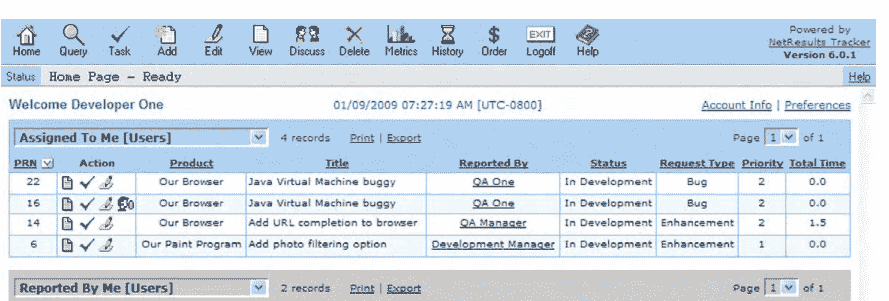 Powered by
NetResults Tracker
Version 6.0.1
Home Query Task Add Edit View Discuss Delete Metrics History Order Logoff Help
EXIT
Status Home Page - Ready Help
Welcome Developer One 01/09/2009 07:27:19 AM [UTC-0800] Account Info | Preferences
Assigned To Me [Users] 4 records Print | Export Page 1 of 1
PRN Action Product Title Reported By Status Request Type Priority Total Time
22 Our Browser Java Virtual Machine buggy QA One In Development Bug 2 0.0
16 Our Browser Java Virtual Machine buggy QA One In Development Bug 2 0.0
14 Our Browser Add URL completion to browser QA Manager In Development Enhancement 2 1.5
6 Our Paint Program Add photo filtering option Development Manager In Development Enhancement 1 0.0
Reported By Me [Users] 2 records Print | Export Page 1 of 1